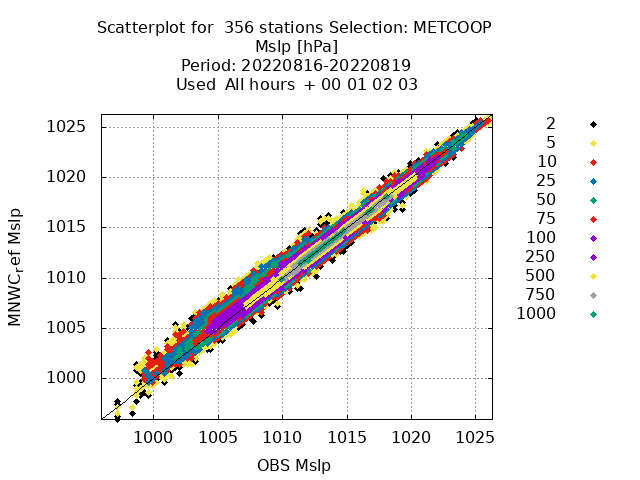 Scatterplot for 356 stations Selection: METCOOP
Mslp [hPa]
Period: 20220816-20220819
Used All hours + 00 01 02 03
MNWC_ref Mslp
1025
1020
1015
1010
1005
1000
1000 1005 1010 1015 1020 1025
OBS Mslp
2
5
10
25
50
75
100
250
500
750
1000